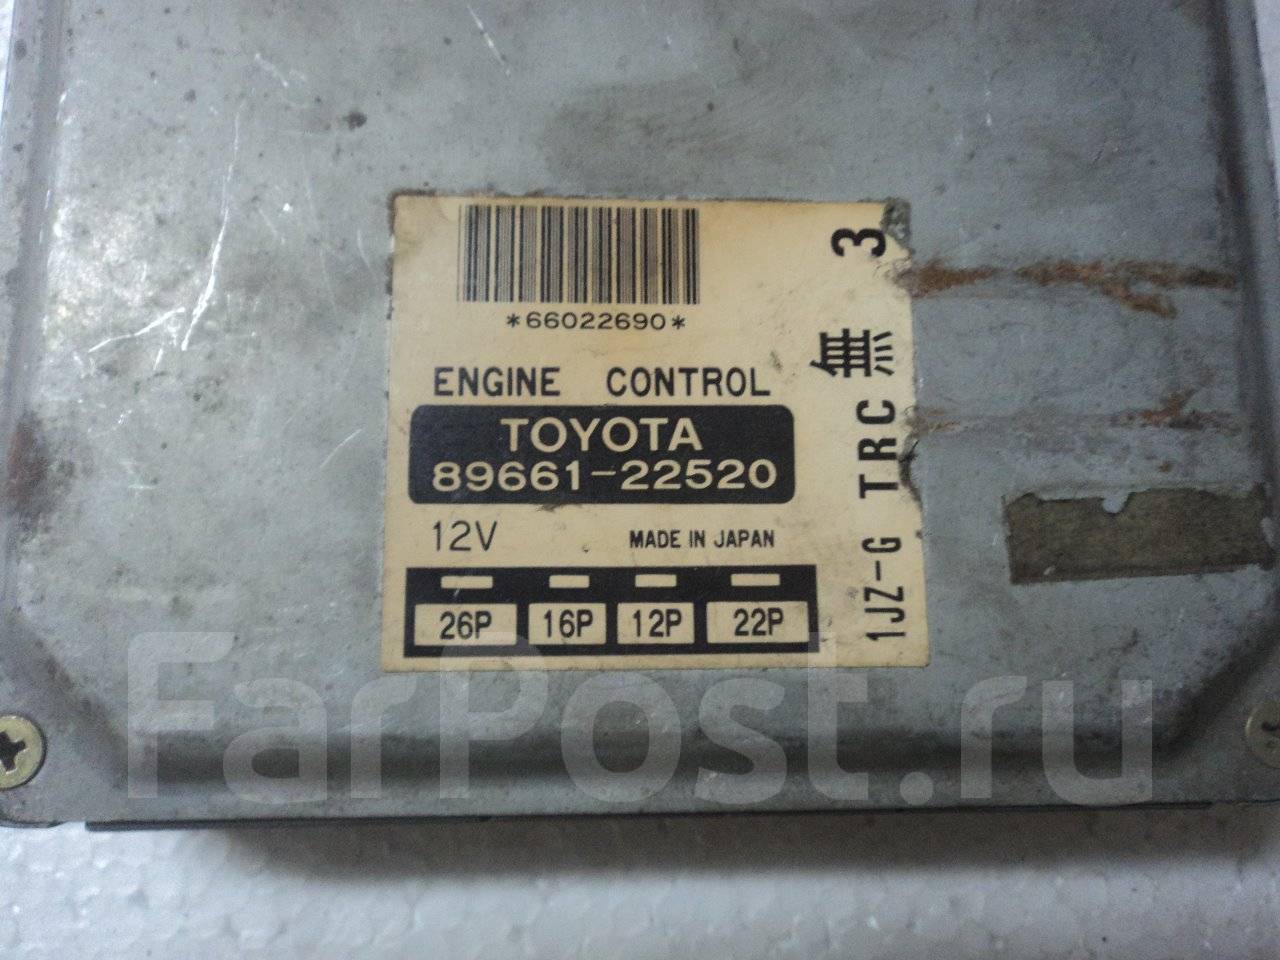 *66022690*
ENGINE CONTROL
TOYOTA
89661-22520
12V MADE IN JAPAN
26P 16P 12P 22P
1JZ-G TRC 無 3
FarPost.ru